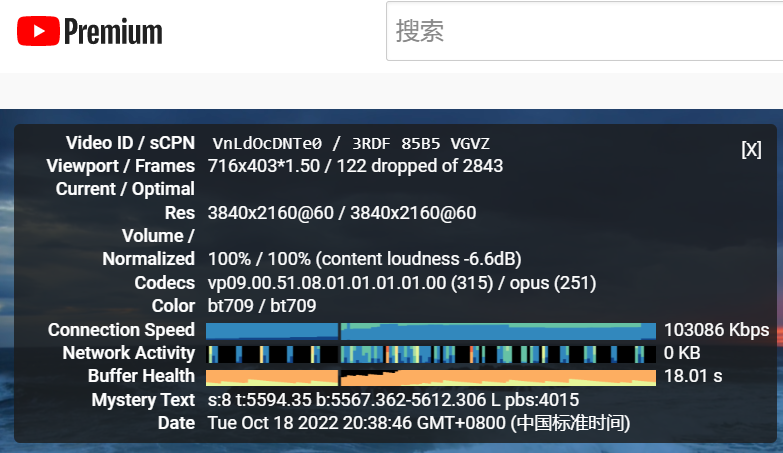 Premium
搜索
Video ID / sCPN VnLdOcDNTe0 / 3RDF 85B5 VGVZ
[X]
Viewport / Frames 716x403*1.50 / 122 dropped of 2843
Current / Optimal
Res 3840x2160@60 / 3840x2160@60
Volume /
Normalized 100% / 100% (content loudness -6.6dB)
Codecs vp09.00.51.08.01.01.01.01.00 (315) / opus (251)
Color bt709 / bt709
Connection Speed 103086 Kbps
Network Activity 0 KB
Buffer Health 18.01 s
Mystery Text s:8 t:5594.35 b:5567.362-5612.306 L pbs:4015
Date Tue Oct 18 2022 20:38:46 GMT+0800 (中国标准时间)